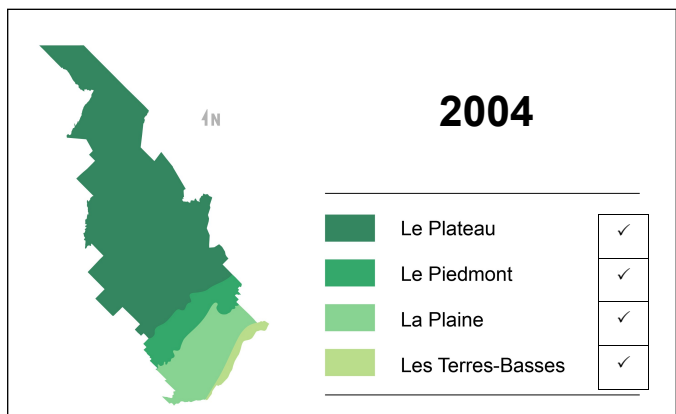 N
2004
Le Plateau ✓
Le Piedmont ✓
La Plaine ✓
Les Terres-Basses ✓